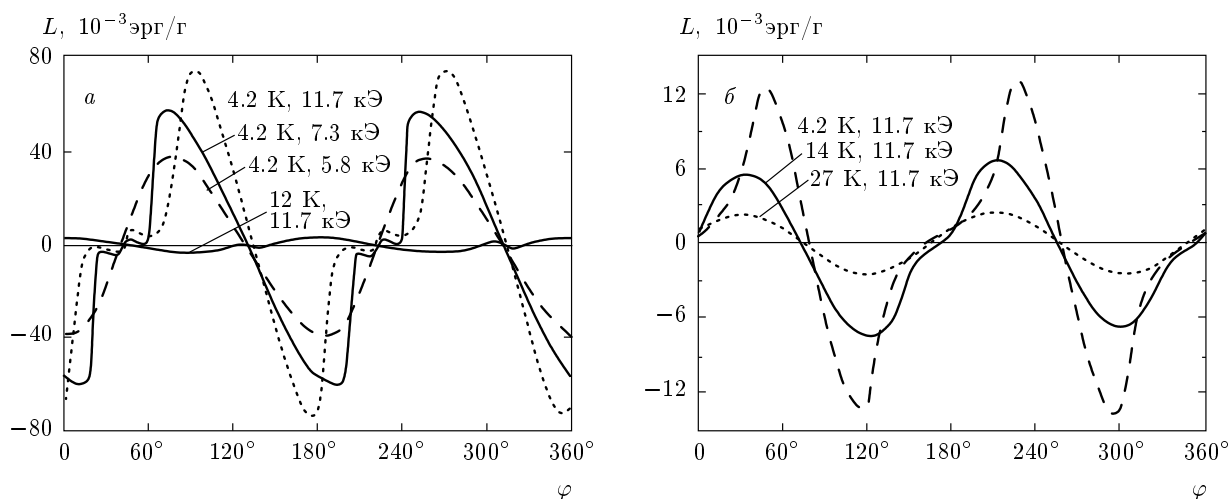 L, 10⁻³эрг/г
80
40
0
−40
−80
а
4.2 К, 11.7 кЭ
4.2 К, 7.3 кЭ
4.2 К, 5.8 кЭ
12 К,
11.7 кЭ
0 60° 120° 180° 240° 300° 360°
φ
L, 10⁻³эрг/г
12
6
0
−6
−12
б
4.2 К, 11.7 кЭ
14 К, 11.7 кЭ
27 К, 11.7 кЭ
0 60° 120° 180° 240° 300° 360°
φ